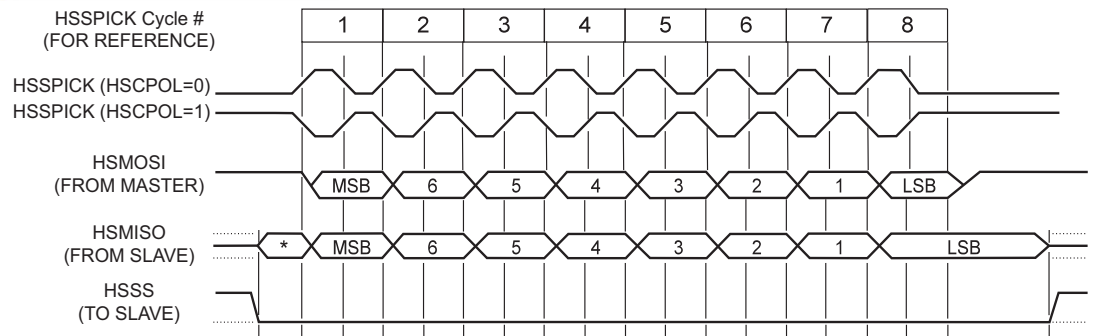 HSSPICK Cycle #
(FOR REFERENCE)
1 2 3 4 5 6 7 8
HSSPICK (HSCPOL=0)
HSSPICK (HSCPOL=1)
HSMOSI
(FROM MASTER)
MSB 6 5 4 3 2 1 LSB
HSMISO
(FROM SLAVE)
* MSB 6 5 4 3 2 1 LSB
HSSS
(TO SLAVE)